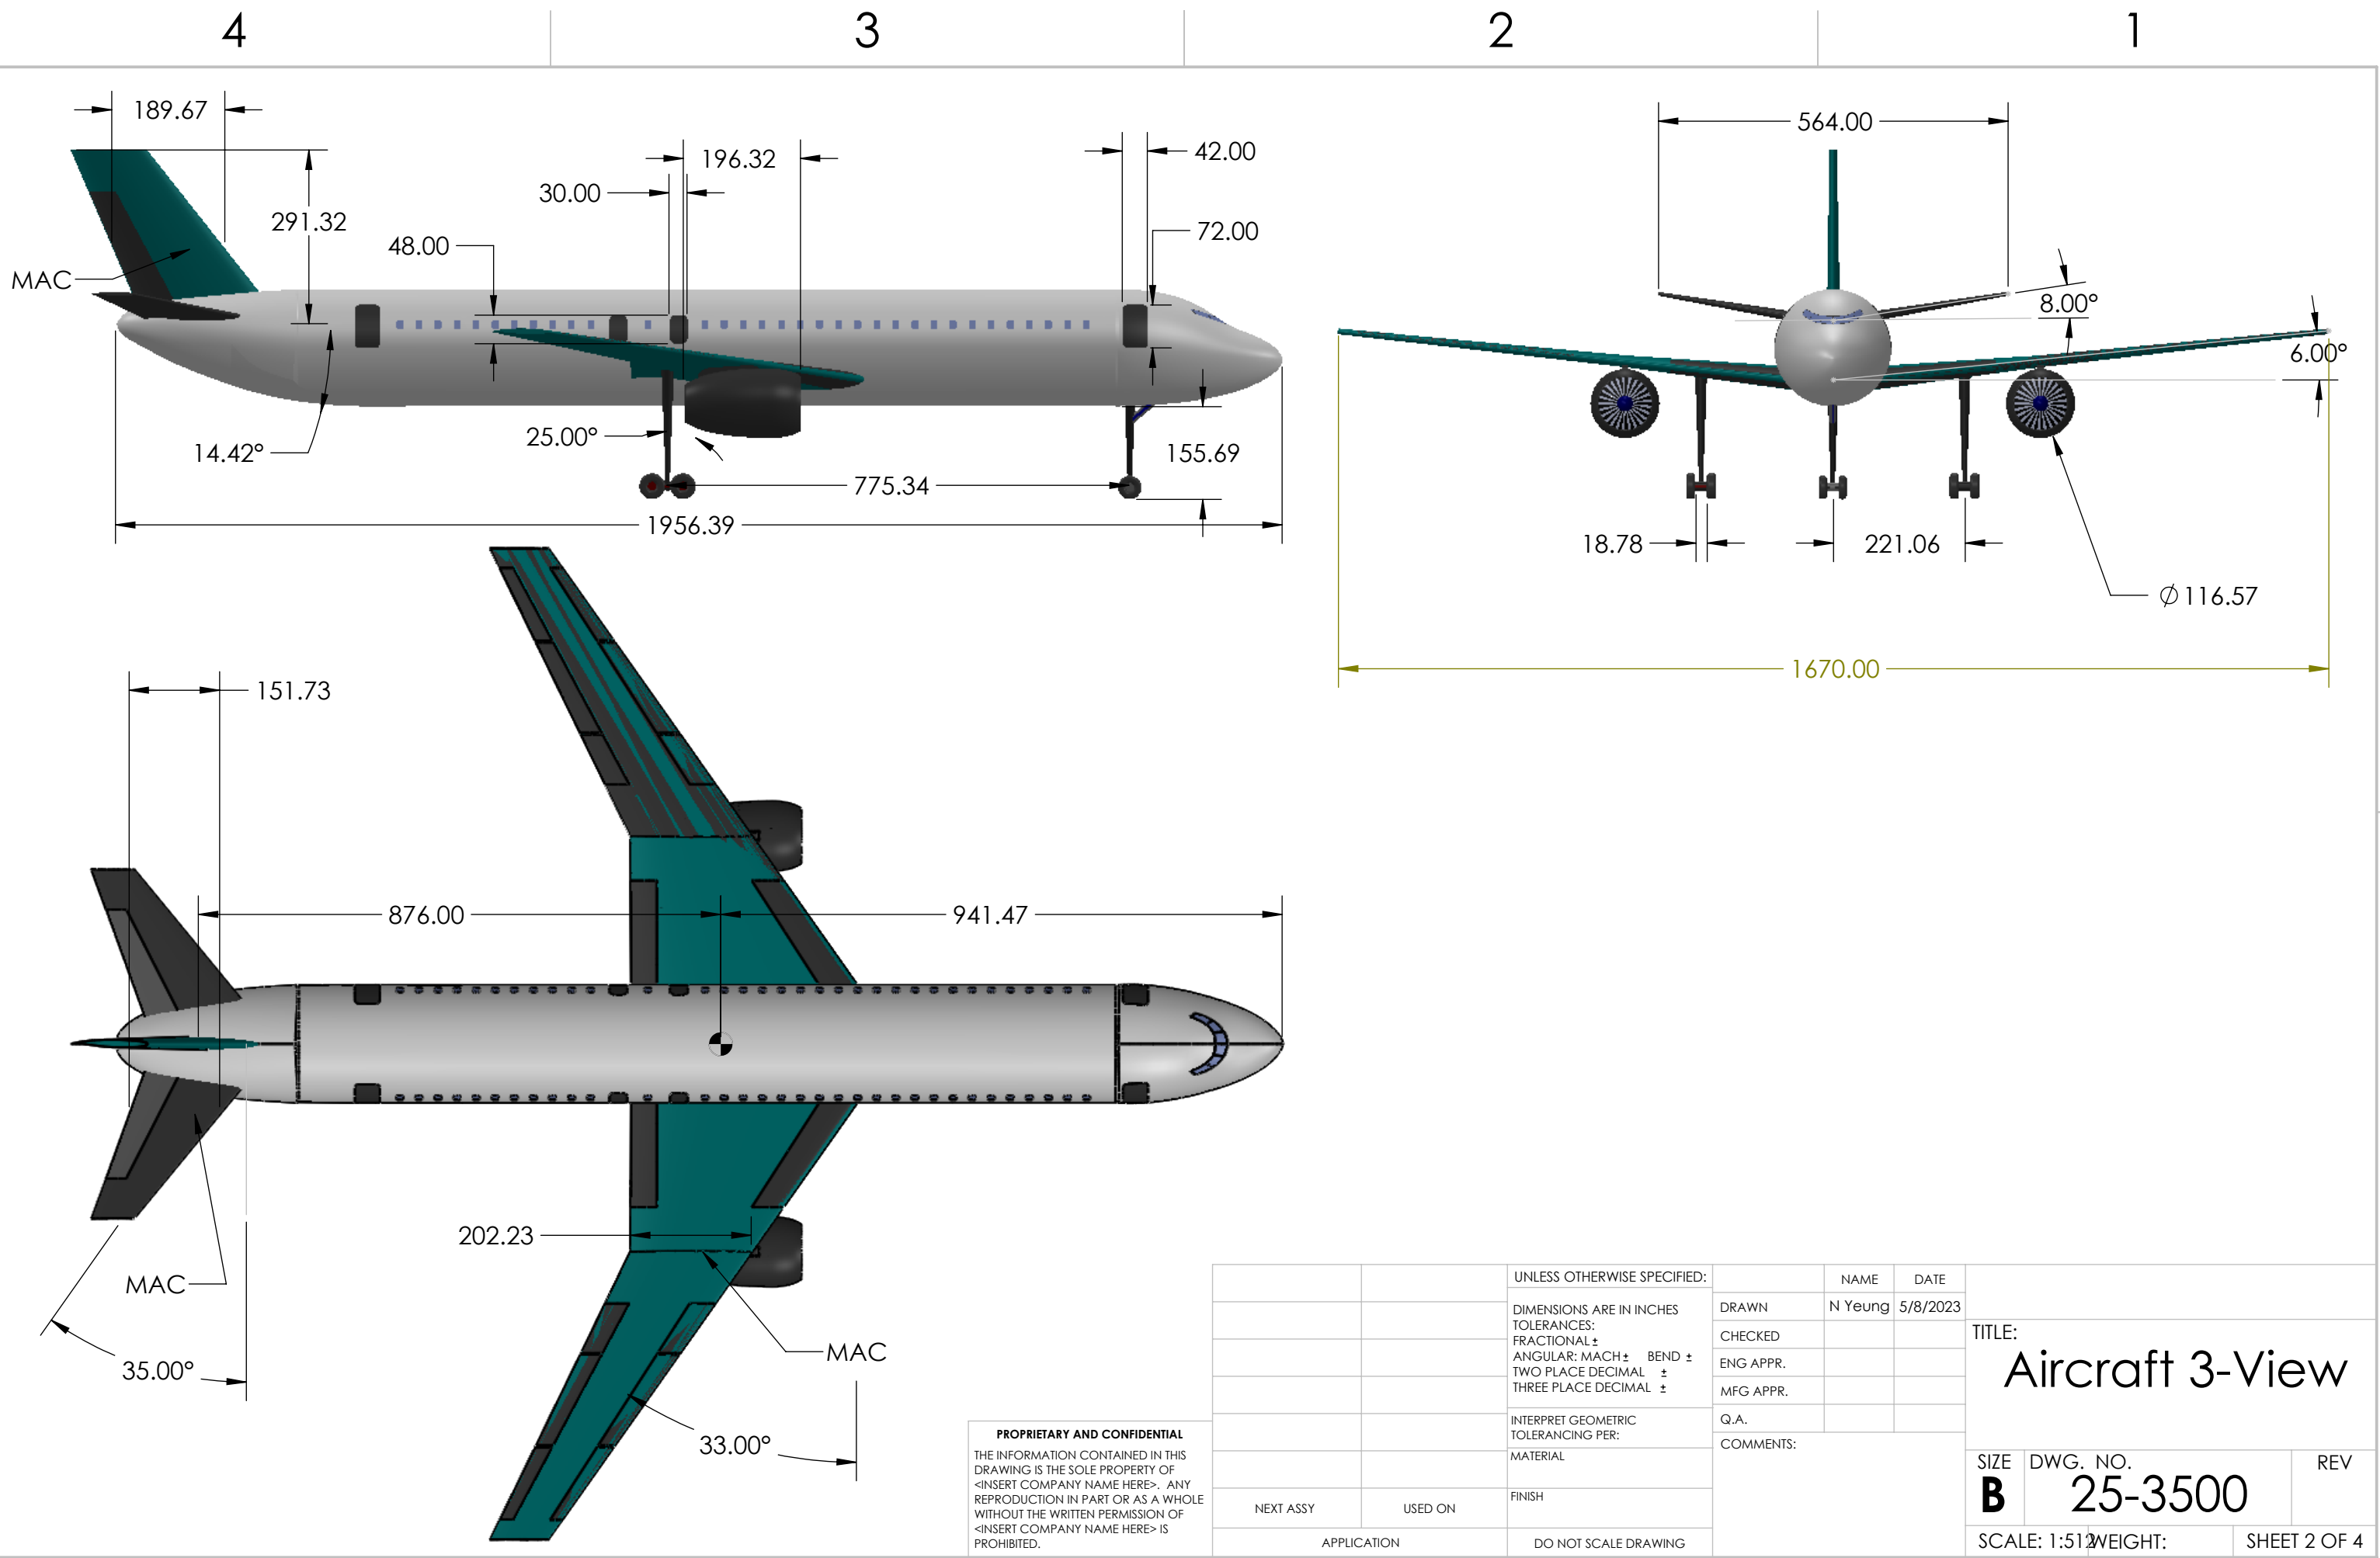 4
3
2
1
189.67
196.32
42.00
564.00
30.00
291.32
48.00
72.00
MAC
8.00°
6.00°
25.00°
14.42°
155.69
775.34
1956.39
18.78
221.06
⌀116.57
1670.00
151.73
876.00
941.47
202.23
MAC
MAC
35.00°
33.00°
PROPRIETARY AND CONFIDENTIAL
THE INFORMATION CONTAINED IN THIS
DRAWING IS THE SOLE PROPERTY OF
<INSERT COMPANY NAME HERE>. ANY
REPRODUCTION IN PART OR AS A WHOLE
WITHOUT THE WRITTEN PERMISSION OF
<INSERT COMPANY NAME HERE> IS
PROHIBITED.
NEXT ASSY
USED ON
APPLICATION
UNLESS OTHERWISE SPECIFIED:
DIMENSIONS ARE IN INCHES
TOLERANCES:
FRACTIONAL ±
ANGULAR: MACH ± BEND ±
TWO PLACE DECIMAL ±
THREE PLACE DECIMAL ±
INTERPRET GEOMETRIC
TOLERANCING PER:
MATERIAL
FINISH
DO NOT SCALE DRAWING
NAME DATE
DRAWN N Yeung 5/8/2023
CHECKED
ENG APPR.
MFG APPR.
Q.A.
COMMENTS:
TITLE:
Aircraft 3-View
SIZE DWG. NO. REV
B 25-3500
SCALE: 1:512 WEIGHT: SHEET 2 OF 4